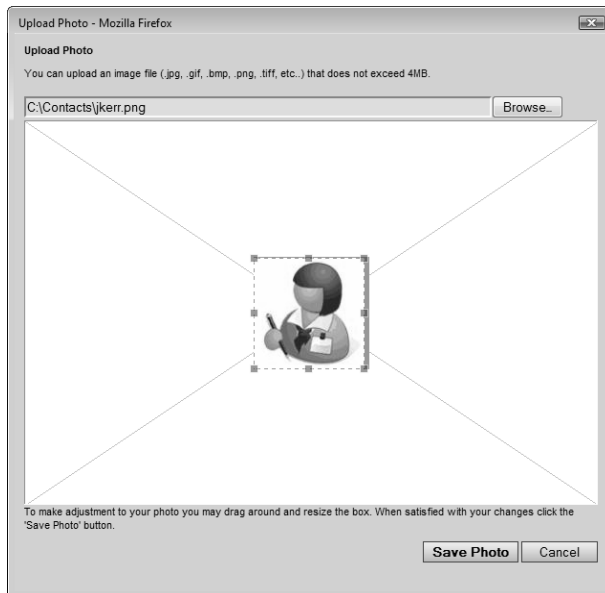 Upload Photo - Mozilla Firefox
Upload Photo
You can upload an image file (.jpg, .gif, .bmp, .png, .tiff, etc..) that does not exceed 4MB.
C:\Contacts\jkerr.png
Browse...
To make adjustment to your photo you may drag around and resize the box. When satisfied with your changes click the
'Save Photo' button.
Save Photo
Cancel